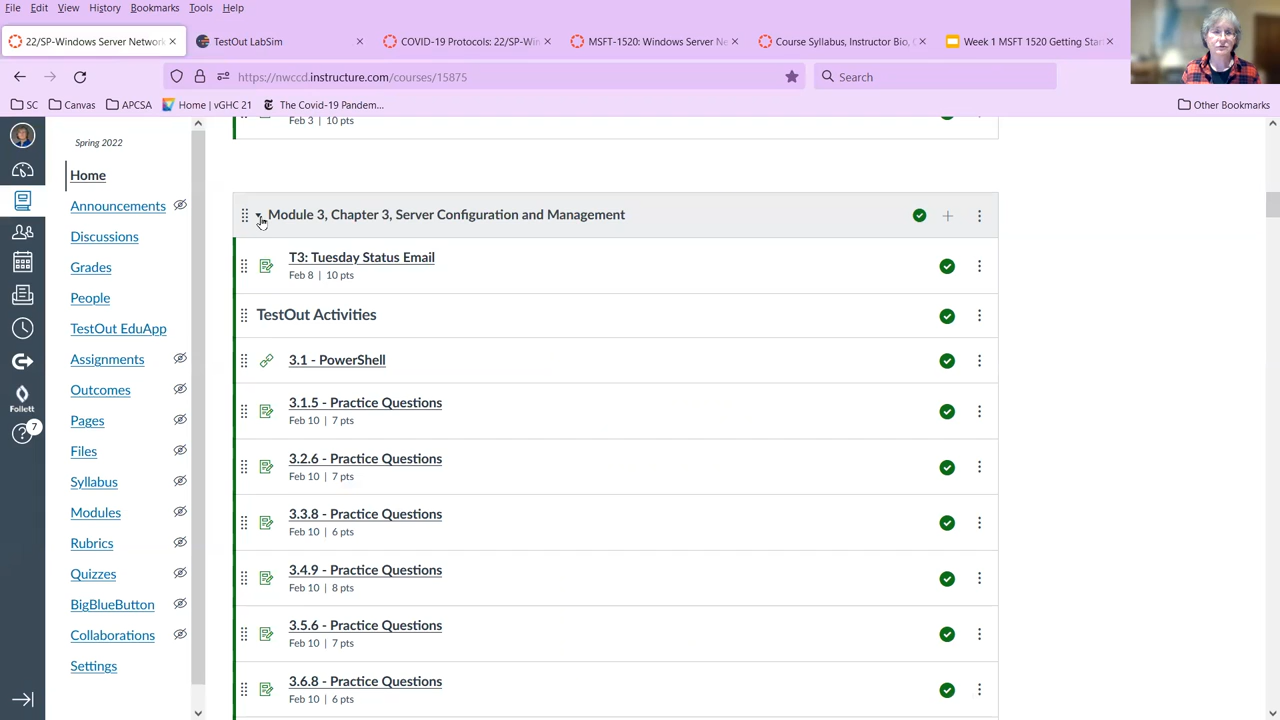 File Edit View History Bookmarks Tools Help
22/SP-Windows Server Network
TestOut LabSim
COVID-19 Protocols: 22/SP-Win
MSFT-1520: Windows Server Ne
Course Syllabus, Instructor Bio, C
Week 1 MSFT 1520 Getting Star
https://nwccd.instructure.com/courses/15875
Search
SC Canvas APCSA Home | vGHC 21 The Covid-19 Pandem... Other Bookmarks
Spring 2022
Home
Announcements
Discussions
Grades
People
TestOut EduApp
Assignments
Outcomes
Pages
Files
Syllabus
Modules
Rubrics
Quizzes
BigBlueButton
Collaborations
Settings
Follett
7
Feb 3 | 10 pts
Module 3, Chapter 3, Server Configuration and Management
T3: Tuesday Status Email
Feb 8 | 10 pts
TestOut Activities
3.1 - PowerShell
3.1.5 - Practice Questions
Feb 10 | 7 pts
3.2.6 - Practice Questions
Feb 10 | 7 pts
3.3.8 - Practice Questions
Feb 10 | 6 pts
3.4.9 - Practice Questions
Feb 10 | 8 pts
3.5.6 - Practice Questions
Feb 10 | 7 pts
3.6.8 - Practice Questions
Feb 10 | 6 pts